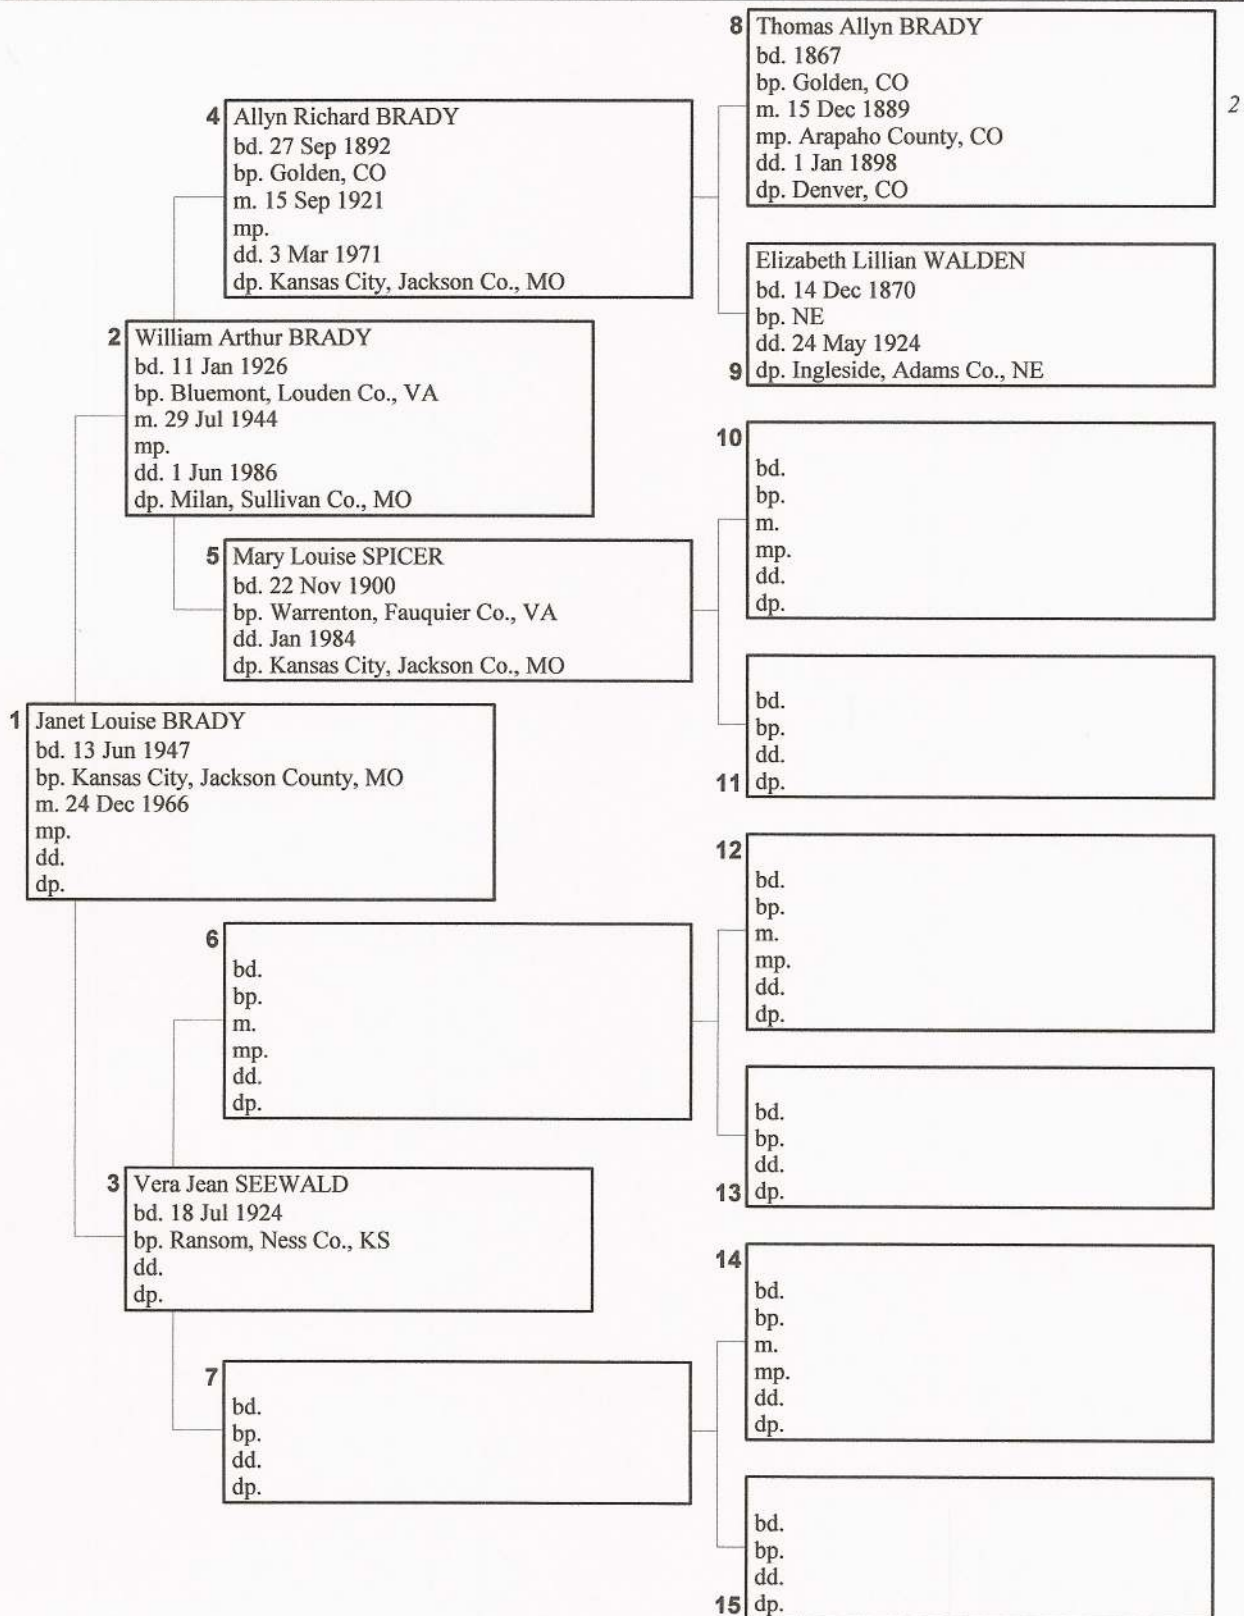 8 Thomas Allyn BRADY
bd. 1867
bp. Golden, CO
m. 15 Dec 1889
mp. Arapaho County, CO
dd. 1 Jan 1898
dp. Denver, CO
2
4 Allyn Richard BRADY
bd. 27 Sep 1892
bp. Golden, CO
m. 15 Sep 1921
mp.
dd. 3 Mar 1971
dp. Kansas City, Jackson Co., MO
Elizabeth Lillian WALDEN
bd. 14 Dec 1870
bp. NE
dd. 24 May 1924
9 dp. Ingleside, Adams Co., NE
2 William Arthur BRADY
bd. 11 Jan 1926
bp. Bluemont, Louden Co., VA
m. 29 Jul 1944
mp.
dd. 1 Jun 1986
dp. Milan, Sullivan Co., MO
10
bd.
bp.
m.
mp.
dd.
dp.
5 Mary Louise SPICER
bd. 22 Nov 1900
bp. Warrenton, Fauquier Co., VA
dd. Jan 1984
dp. Kansas City, Jackson Co., MO
bd.
bp.
dd.
11 dp.
1 Janet Louise BRADY
bd. 13 Jun 1947
bp. Kansas City, Jackson County, MO
m. 24 Dec 1966
mp.
dd.
dp.
12
bd.
bp.
m.
mp.
dd.
dp.
6
bd.
bp.
m.
mp.
dd.
dp.
bd.
bp.
dd.
13 dp.
3 Vera Jean SEEWALD
bd. 18 Jul 1924
bp. Ransom, Ness Co., KS
dd.
dp.
14
bd.
bp.
m.
mp.
dd.
dp.
7
bd.
bp.
dd.
dp.
bd.
bp.
dd.
15 dp.